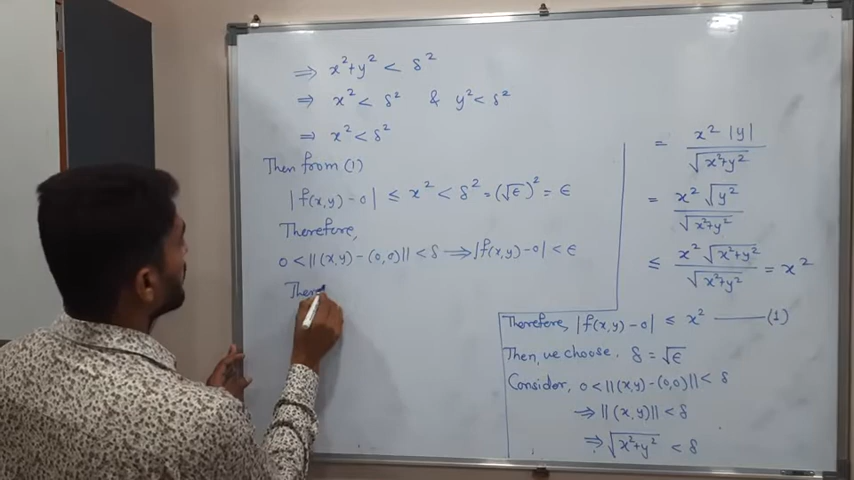 = x² |y| / √(x²+y²)
= x² √(y²) / √(x²+y²)
≤ x² √(x²+y²) / √(x²+y²) = x²
Therefore, |f(x,y) - 0| ≤ x² —— (1)
Then, we choose. δ = √ϵ
Consider, 0 < ||(x,y) - (0,0)|| < δ
⇒ ||(x,y)|| < δ
⇒ √(x²+y²) < δ
⇒ x²+y² < δ²
⇒ x² < δ² & y² < δ²
⇒ x² < δ²
Then from (1)
|f(x,y) - 0| ≤ x² < δ² = (√ϵ)² = ϵ
Therefore,
0 < ||(x,y) - (0,0)|| < δ ⟹ |f(x,y) - 0| < ϵ
There